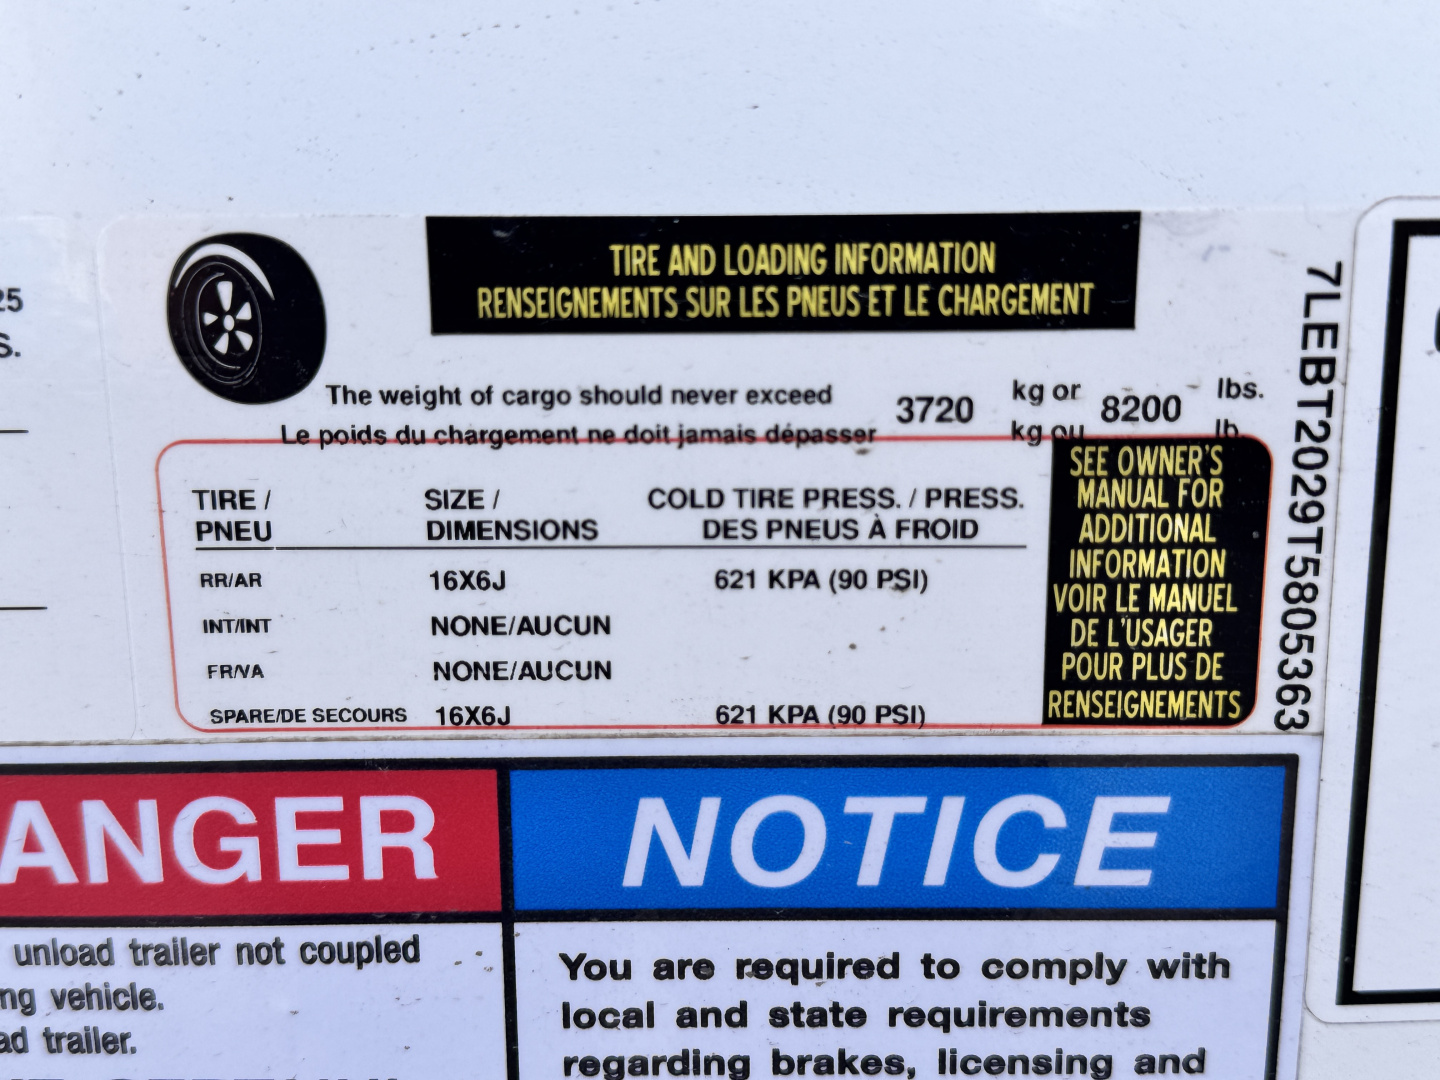 25
S.
TIRE AND LOADING INFORMATION
RENSEIGNEMENTS SUR LES PNEUS ET LE CHARGEMENT
The weight of cargo should never exceed 3720 kg or 8200 lbs.
Le poids du chargement ne doit jamais dépasser kg ou lb.
TIRE / SIZE / COLD TIRE PRESS. / PRESS.
PNEU DIMENSIONS DES PNEUS À FROID
RR/AR 16X6J 621 KPA (90 PSI)
INT/INT NONE/AUCUN
FR/VA NONE/AUCUN
SPARE/DE SECOURS 16X6J 621 KPA (90 PSI)
SEE OWNER'S
MANUAL FOR
ADDITIONAL
INFORMATION
VOIR LE MANUEL
DE L'USAGER
POUR PLUS DE
RENSEIGNEMENTS
7LEBT2029T5805363
ANGER
unload trailer not coupled
ng vehicle.
ad trailer.
NOTICE
You are required to comply with
local and state requirements
regarding brakes, licensing and